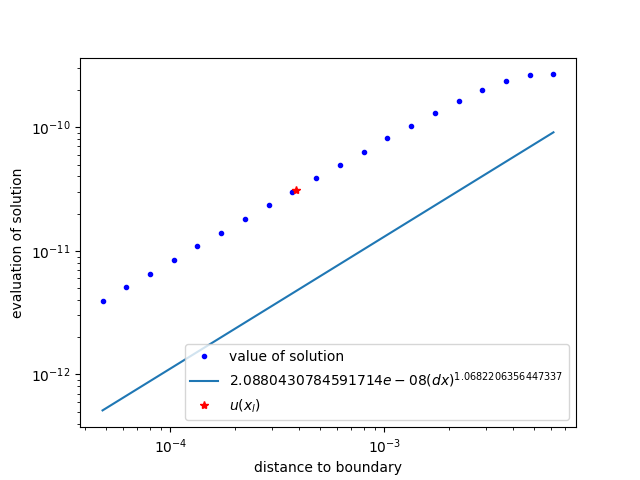 evaluation of solution
10⁻¹⁰
10⁻¹¹
10⁻¹²
value of solution
2.0880430784591714e − 08(dx)^1.0682206356447337
u(x_l)
10⁻⁴
10⁻³
distance to boundary